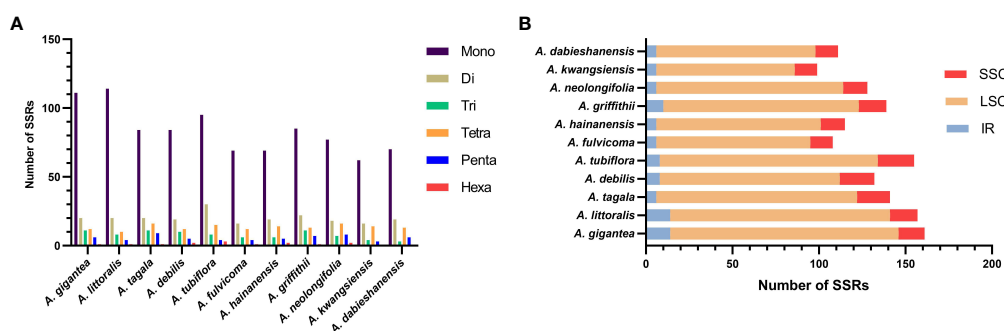 A
Number of SSRs
150
100
50
0
A. gigantea
A. littoralis
A. tagala
A. debilis
A. tubiflora
A. fulvicoma
A. hainanensis
A. griffithii
A. neolongifolia
A. kwangsiensis
A. dabieshanensis
Mono
Di
Tri
Tetra
Penta
Hexa
B
A. dabieshanensis
A. kwangsiensis
A. neolongifolia
A. griffithii
A. hainanensis
A. fulvicoma
A. tubiflora
A. debilis
A. tagala
A. littoralis
A. gigantea
0 50 100 150 200
Number of SSRs
SSC
LSC
IR